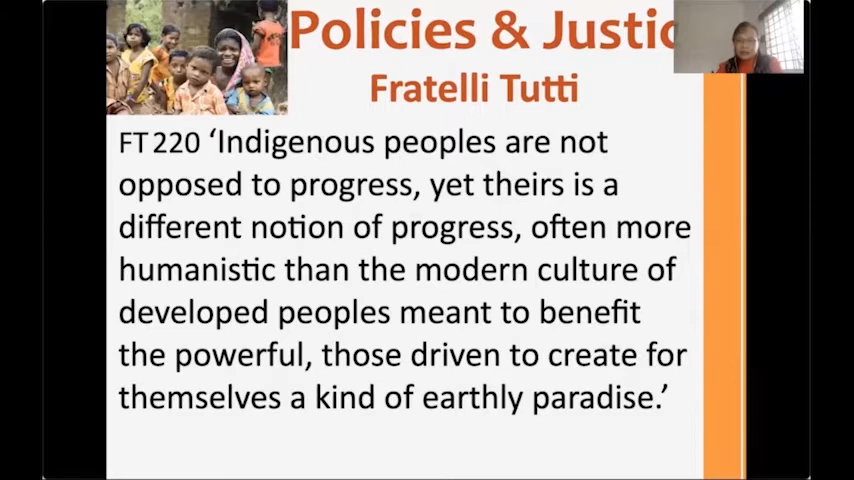 Policies & Justic
Fratelli Tutti
FT 220 ‘Indigenous peoples are not
opposed to progress, yet theirs is a
different notion of progress, often more
humanistic than the modern culture of
developed peoples meant to benefit
the powerful, those driven to create for
themselves a kind of earthly paradise.’